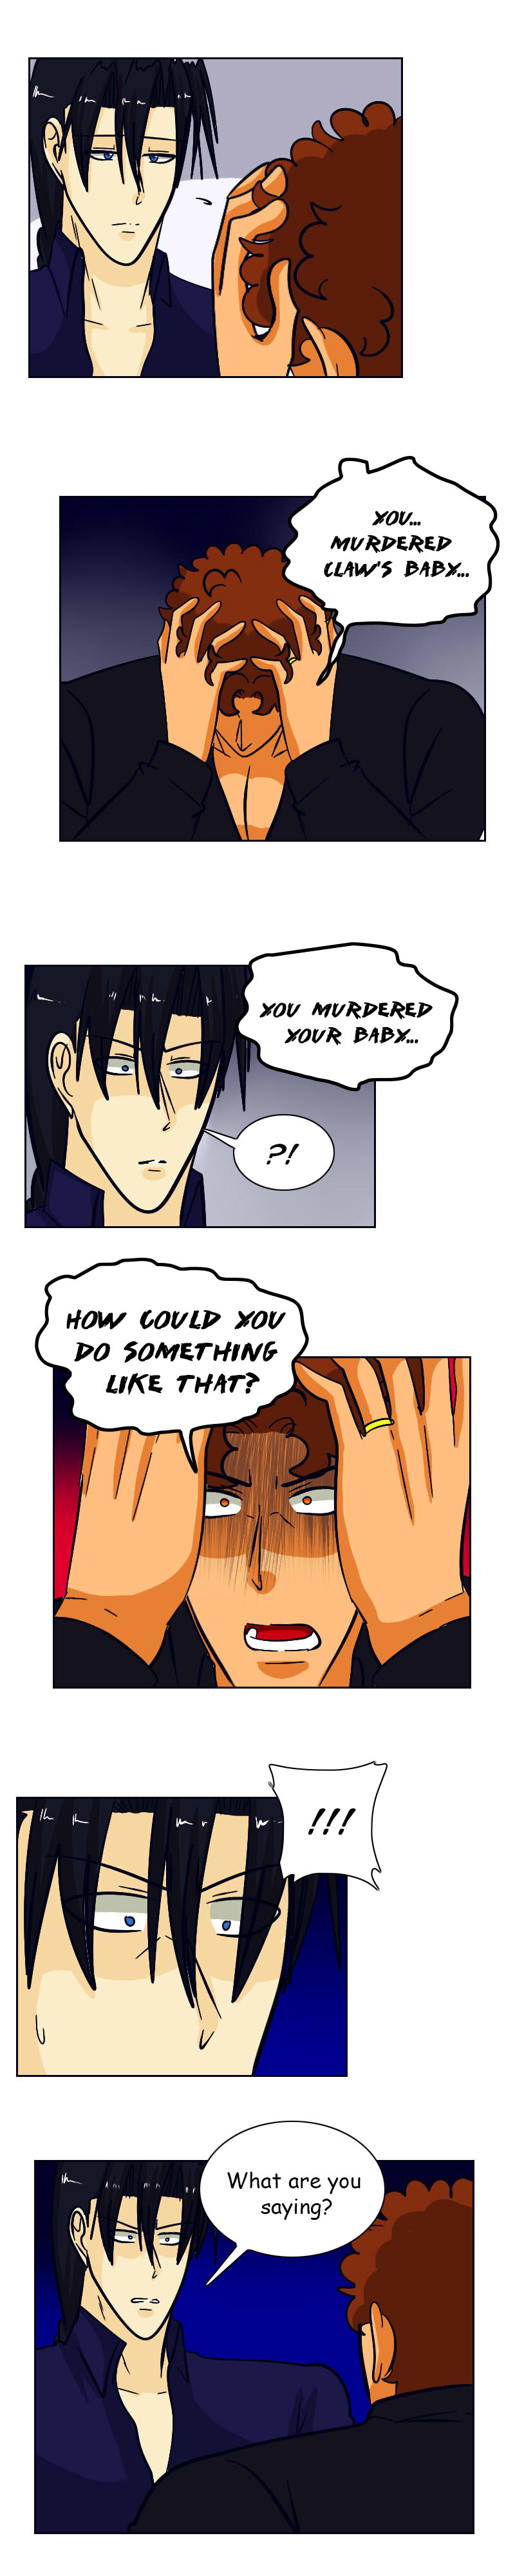 YOU...
MURDERED
CLAW'S BABY...
YOU MURDERED
YOUR BABY...
?!
HOW COULD YOU
DO SOMETHING
LIKE THAT?
!!!
What are you
saying?